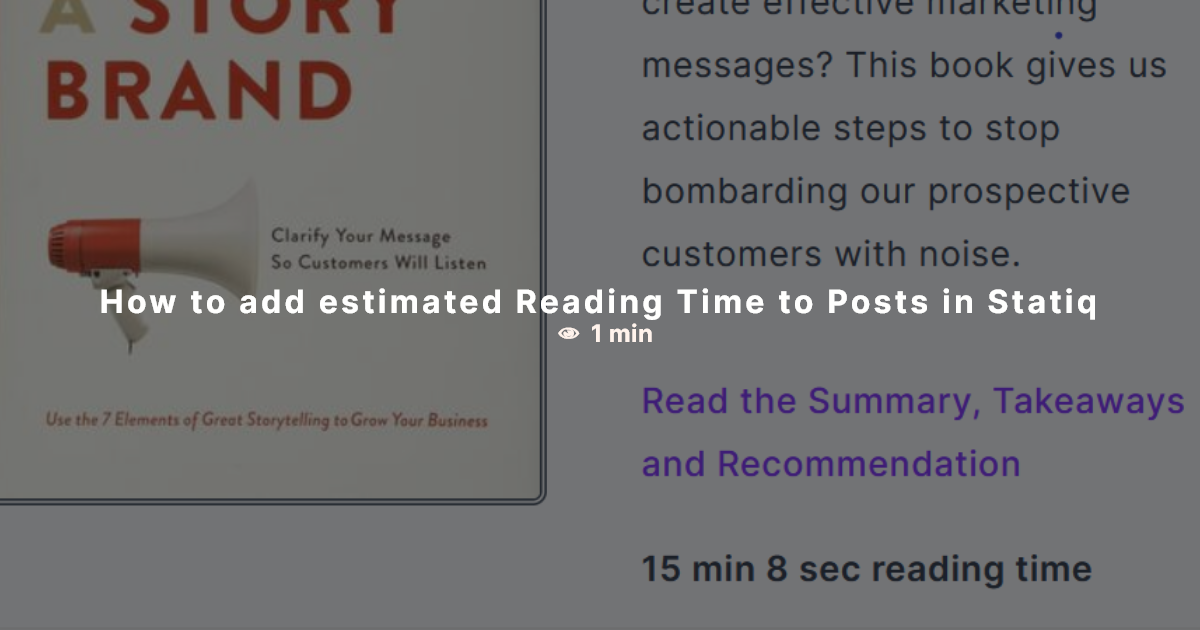 A STORY
BRAND
Clarify Your Message
So Customers Will Listen
Use the 7 Elements of Great Storytelling to Grow Your Business
create effective marketing
messages? This book gives us
actionable steps to stop
bombarding our prospective
customers with noise.
How to add estimated Reading Time to Posts in Statiq
1 min
Read the Summary, Takeaways
and Recommendation
15 min 8 sec reading time